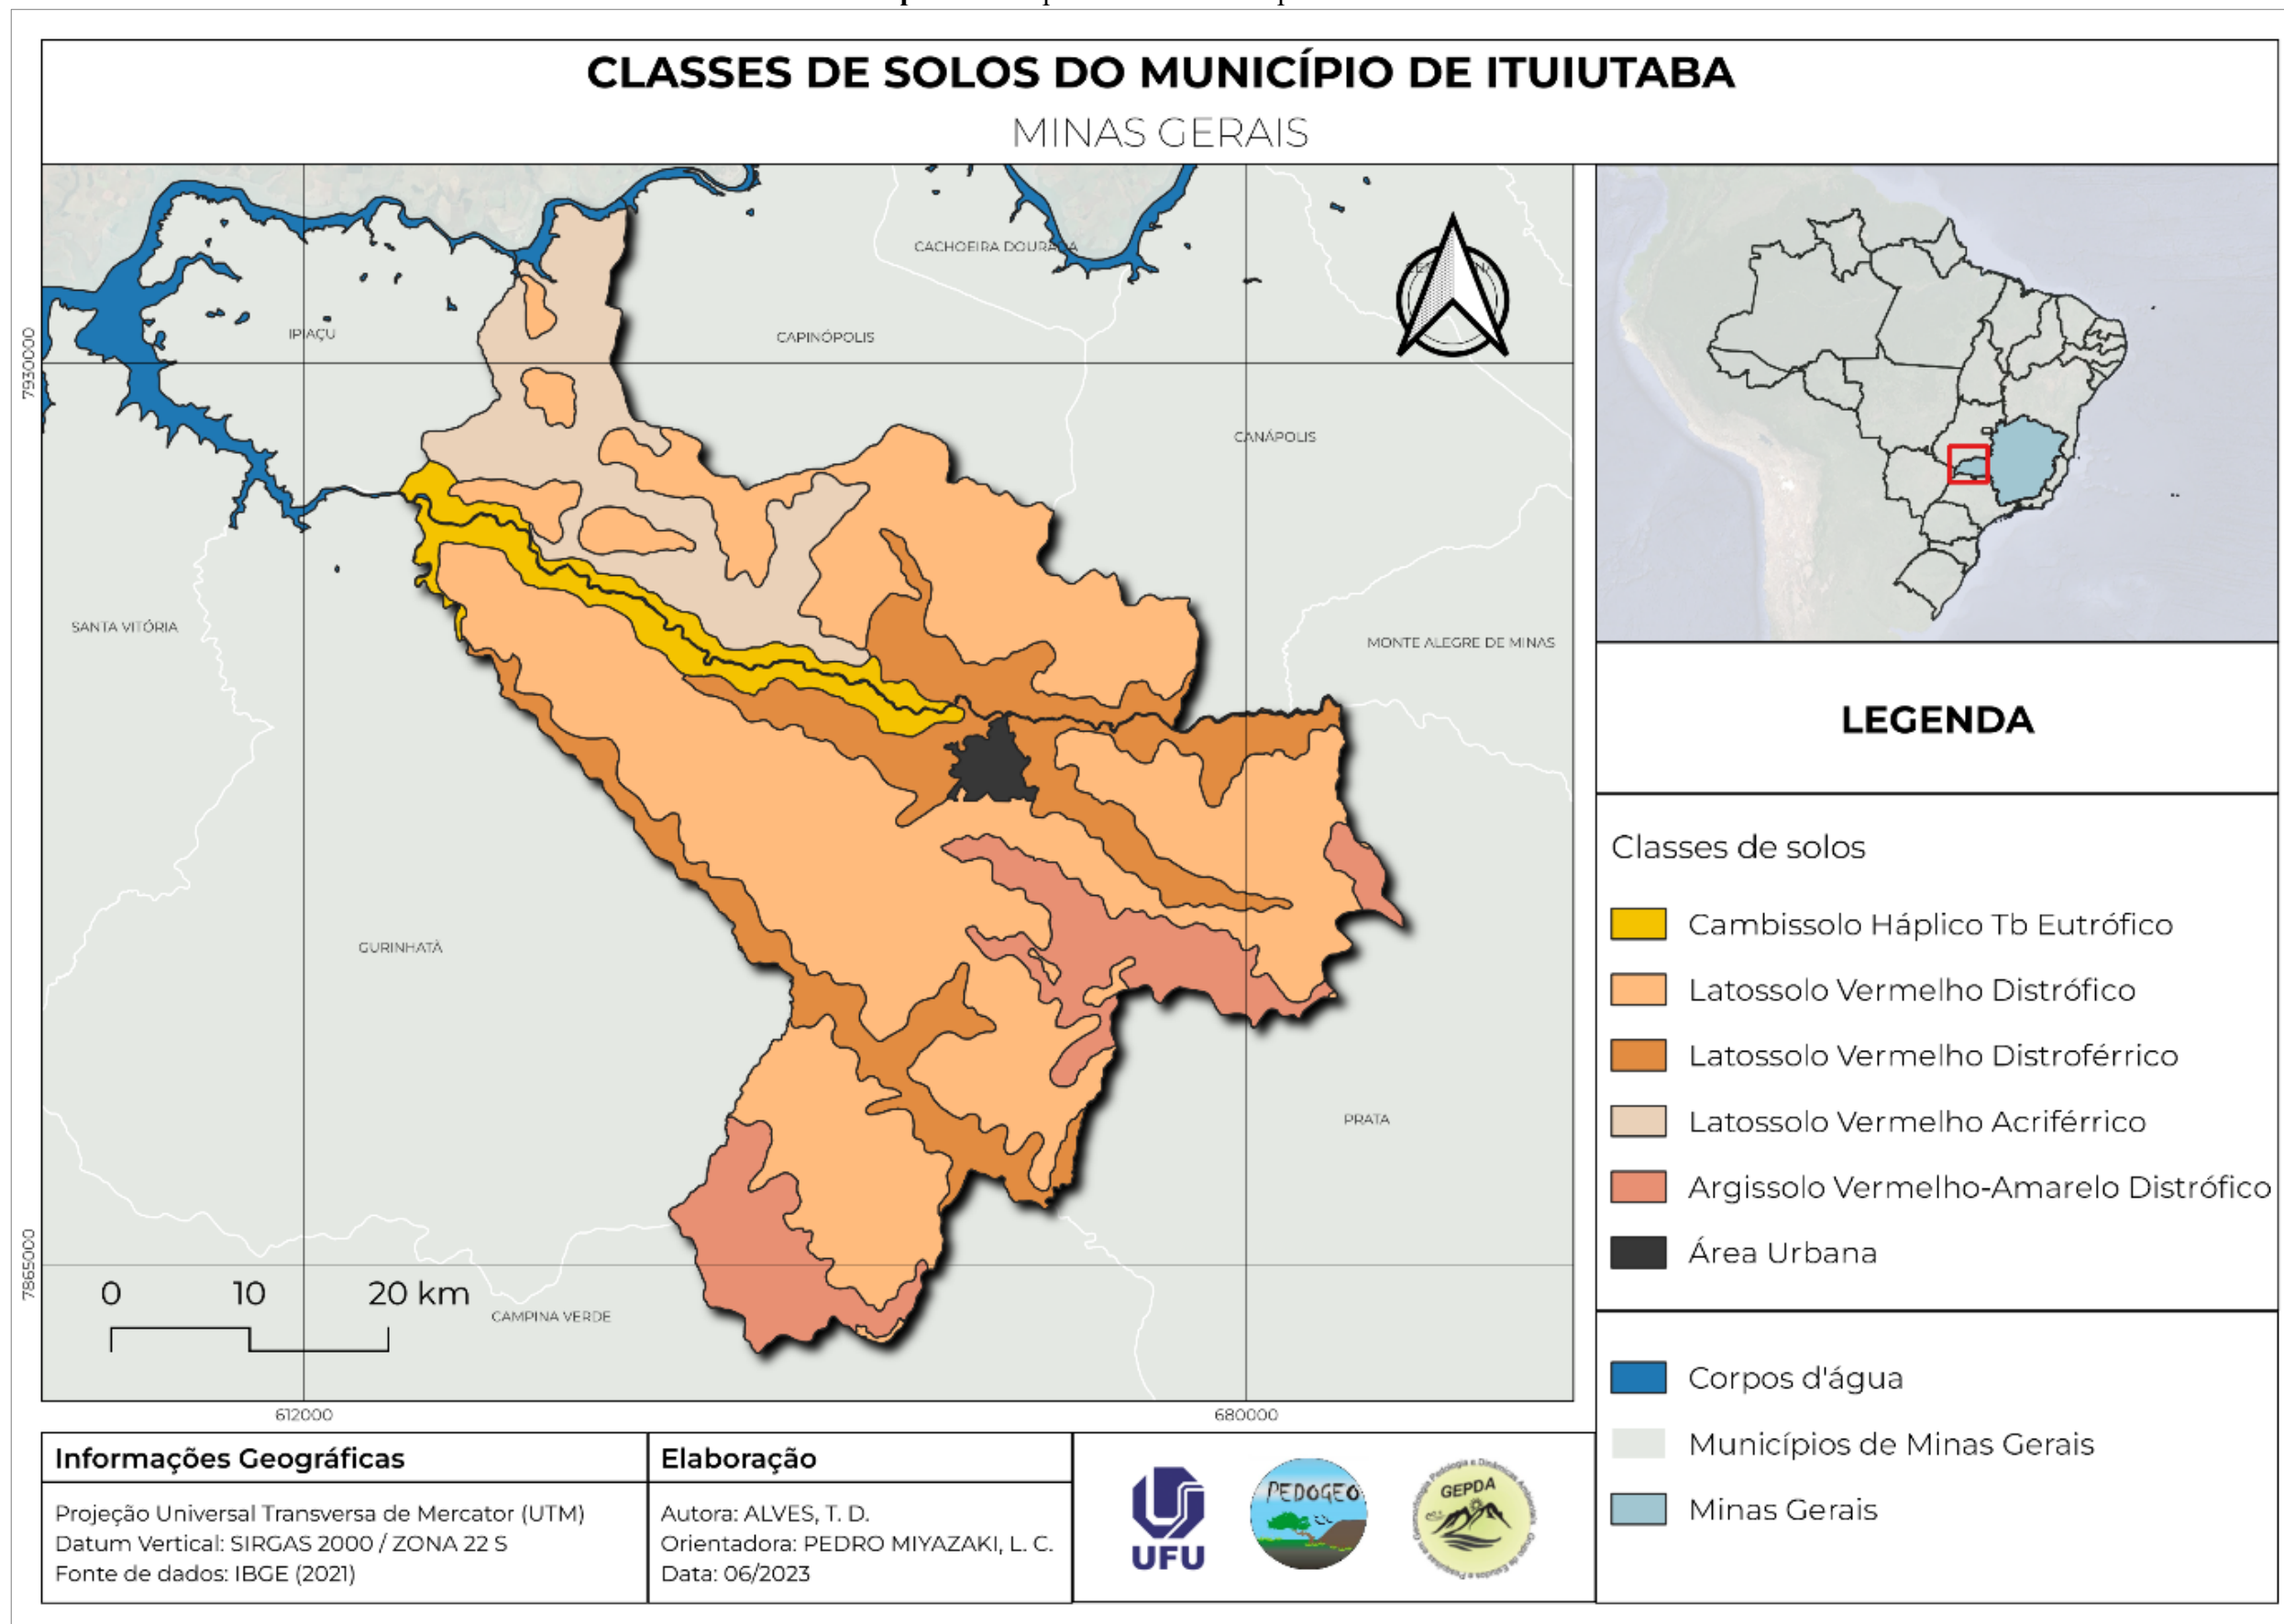 CLASSES DE SOLOS DO MUNICÍPIO DE ITUIUTABA
MINAS GERAIS
CACHOEIRA DOURADA
IPIAÇU
CAPINÓPOLIS
7930000
CANÁPOLIS
SANTA VITÓRIA
MONTE ALEGRE DE MINAS
GURINHATÃ
PRATA
7865000
0 10 20 km
CAMPINA VERDE
612000
680000
LEGENDA
Classes de solos
Cambissolo Háplico Tb Eutrófico
Latossolo Vermelho Distrófico
Latossolo Vermelho Distroférrico
Latossolo Vermelho Acriférrico
Argissolo Vermelho-Amarelo Distrófico
Área Urbana
Corpos d'água
Municípios de Minas Gerais
Minas Gerais
Informações Geográficas
Projeção Universal Transversa de Mercator (UTM)
Datum Vertical: SIRGAS 2000 / ZONA 22 S
Fonte de dados: IBGE (2021)
Elaboração
Autora: ALVES, T. D.
Orientadora: PEDRO MIYAZAKI, L. C.
Data: 06/2023
UFU
PEDOGEO
GEPDA